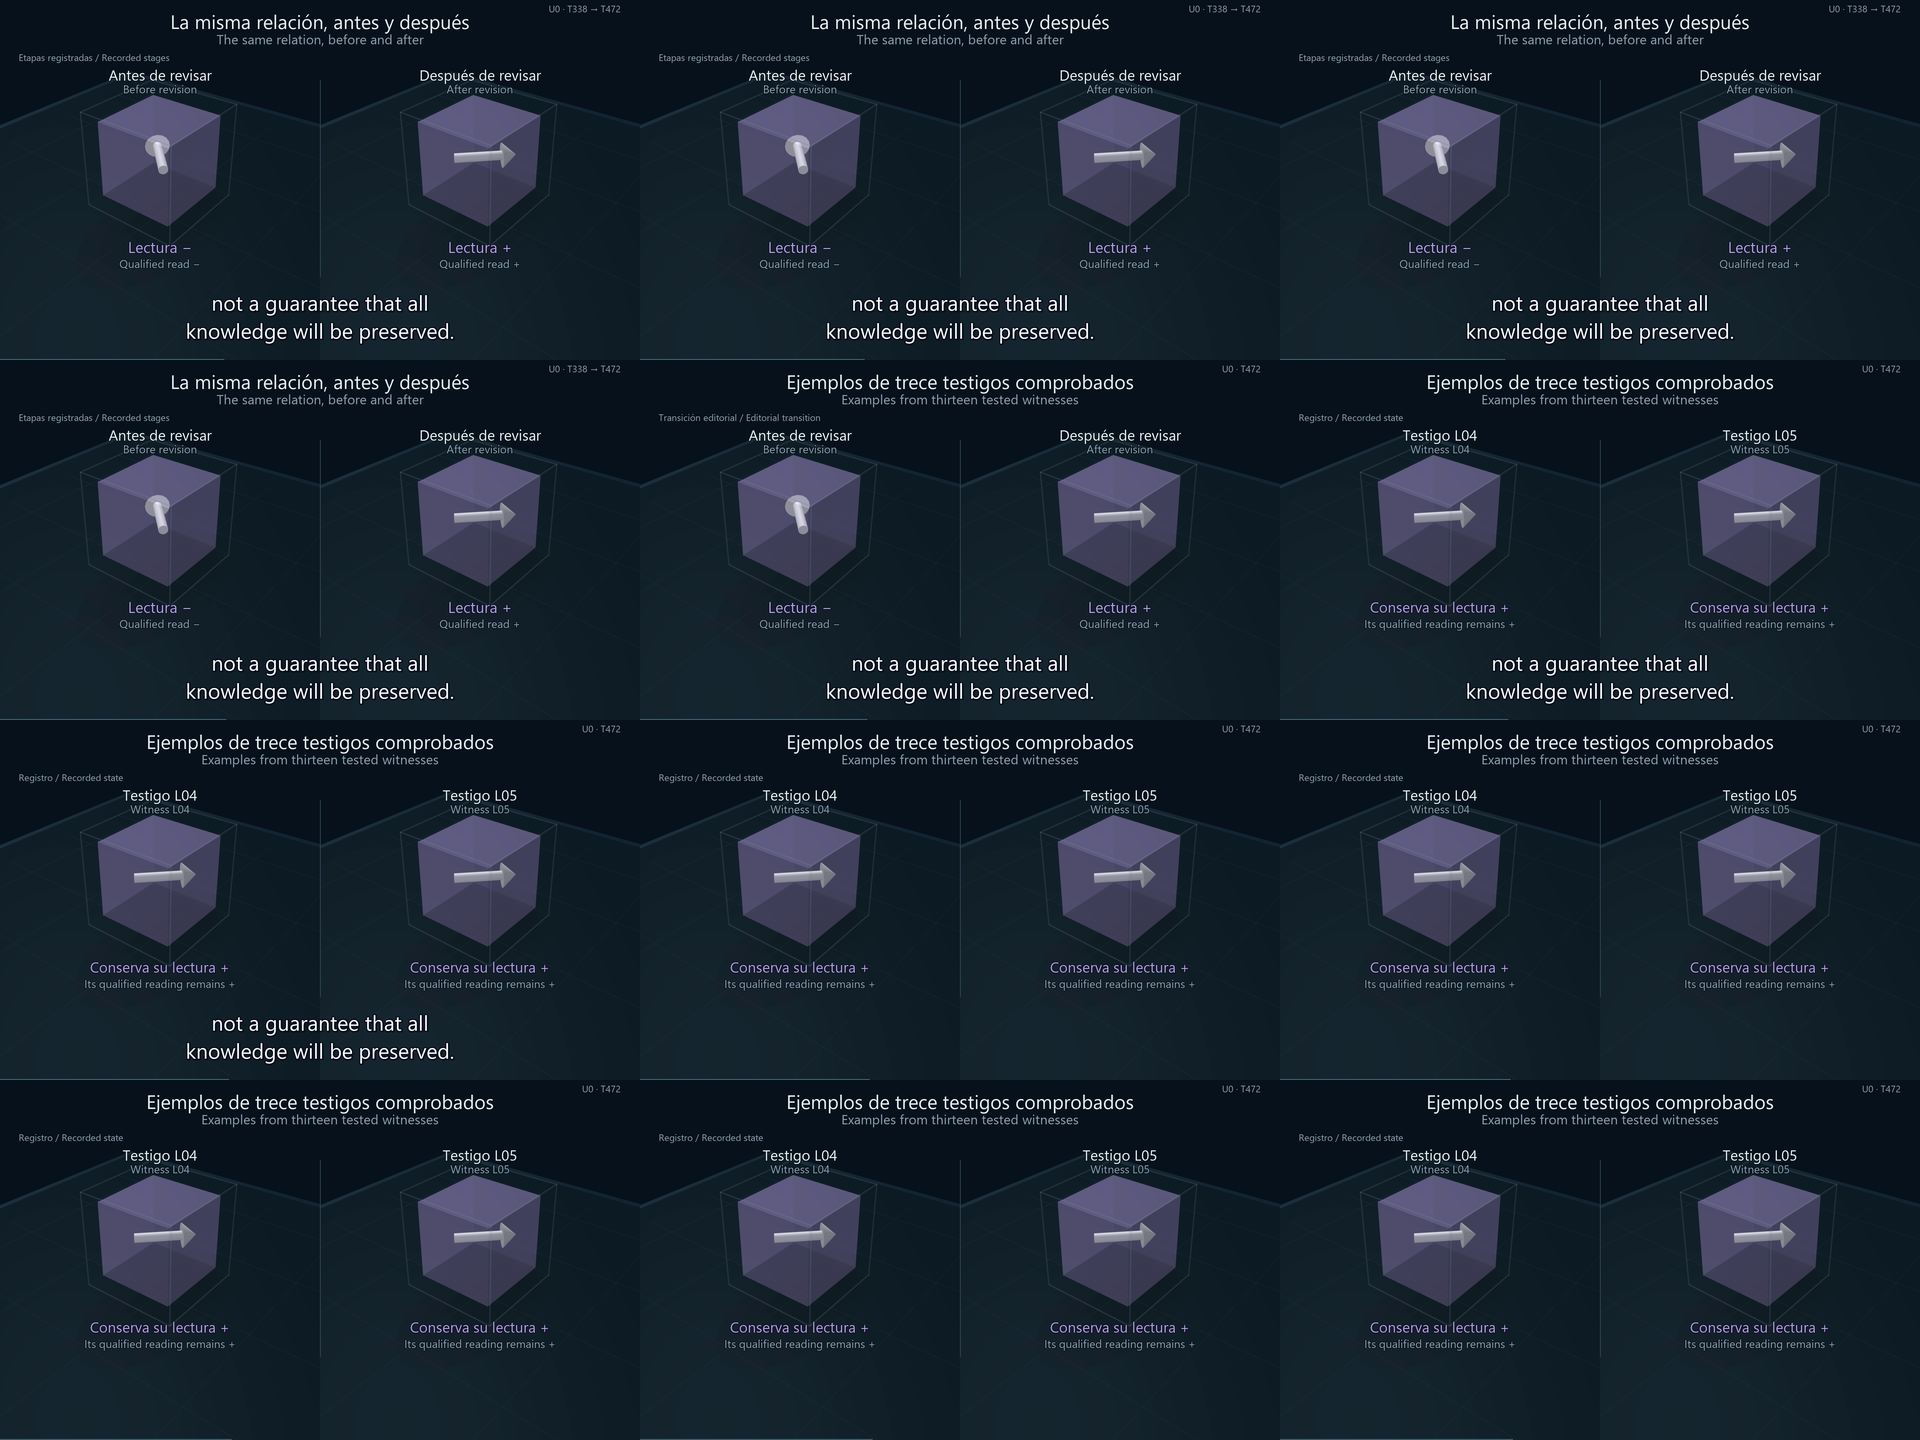 U0 · T338 → T472
La misma relación, antes y después
The same relation, before and after
Etapas registradas / Recorded stages
Antes de revisar
Before revision
Después de revisar
After revision
Lectura −
Qualified read −
Lectura +
Qualified read +
not a guarantee that all
knowledge will be preserved.
U0 · T338 → T472
La misma relación, antes y después
The same relation, before and after
Etapas registradas / Recorded stages
Antes de revisar
Before revision
Después de revisar
After revision
Lectura −
Qualified read −
Lectura +
Qualified read +
not a guarantee that all
knowledge will be preserved.
U0 · T338 → T472
La misma relación, antes y después
The same relation, before and after
Etapas registradas / Recorded stages
Antes de revisar
Before revision
Después de revisar
After revision
Lectura −
Qualified read −
Lectura +
Qualified read +
not a guarantee that all
knowledge will be preserved.
U0 · T338 → T472
La misma relación, antes y después
The same relation, before and after
Etapas registradas / Recorded stages
Antes de revisar
Before revision
Después de revisar
After revision
Lectura −
Qualified read −
Lectura +
Qualified read +
not a guarantee that all
knowledge will be preserved.
U0 · T472
Ejemplos de trece testigos comprobados
Examples from thirteen tested witnesses
Transición editorial / Editorial transition
Antes de revisar
Before revision
Después de revisar
After revision
Lectura −
Qualified read −
Lectura +
Qualified read +
not a guarantee that all
knowledge will be preserved.
U0 · T472
Ejemplos de trece testigos comprobados
Examples from thirteen tested witnesses
Registro / Recorded state
Testigo L04
Witness L04
Testigo L05
Witness L05
Conserva su lectura +
Its qualified reading remains +
Conserva su lectura +
Its qualified reading remains +
not a guarantee that all
knowledge will be preserved.
U0 · T472
Ejemplos de trece testigos comprobados
Examples from thirteen tested witnesses
Registro / Recorded state
Testigo L04
Witness L04
Testigo L05
Witness L05
Conserva su lectura +
Its qualified reading remains +
Conserva su lectura +
Its qualified reading remains +
not a guarantee that all
knowledge will be preserved.
U0 · T472
Ejemplos de trece testigos comprobados
Examples from thirteen tested witnesses
Registro / Recorded state
Testigo L04
Witness L04
Testigo L05
Witness L05
Conserva su lectura +
Its qualified reading remains +
Conserva su lectura +
Its qualified reading remains +
U0 · T472
Ejemplos de trece testigos comprobados
Examples from thirteen tested witnesses
Registro / Recorded state
Testigo L04
Witness L04
Testigo L05
Witness L05
Conserva su lectura +
Its qualified reading remains +
Conserva su lectura +
Its qualified reading remains +
U0 · T472
Ejemplos de trece testigos comprobados
Examples from thirteen tested witnesses
Registro / Recorded state
Testigo L04
Witness L04
Testigo L05
Witness L05
Conserva su lectura +
Its qualified reading remains +
Conserva su lectura +
Its qualified reading remains +
U0 · T472
Ejemplos de trece testigos comprobados
Examples from thirteen tested witnesses
Registro / Recorded state
Testigo L04
Witness L04
Testigo L05
Witness L05
Conserva su lectura +
Its qualified reading remains +
Conserva su lectura +
Its qualified reading remains +
U0 · T472
Ejemplos de trece testigos comprobados
Examples from thirteen tested witnesses
Registro / Recorded state
Testigo L04
Witness L04
Testigo L05
Witness L05
Conserva su lectura +
Its qualified reading remains +
Conserva su lectura +
Its qualified reading remains +